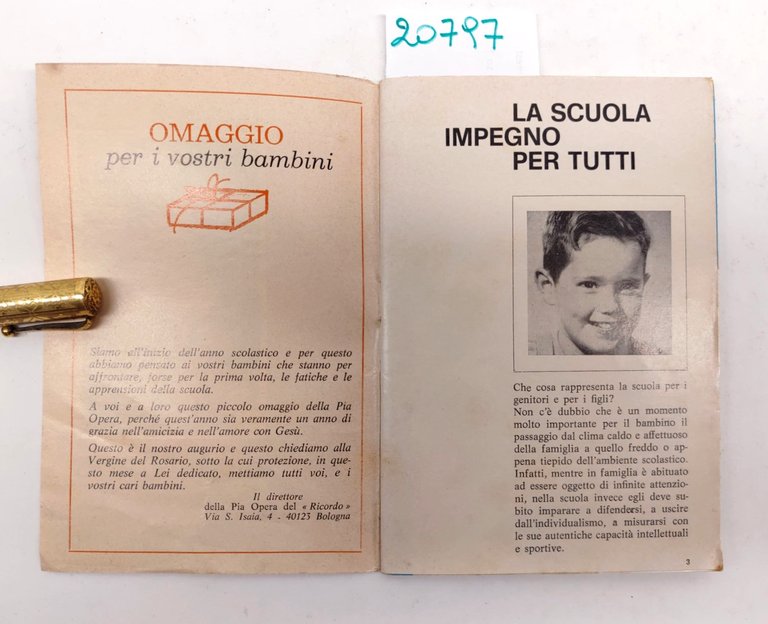 20797
OMAGGIO
per i vostri bambini
Siamo all'inizio dell'anno scolastico e per questo
abbiamo pensato ai vostri bambini che stanno per
affrontare, forse per la prima volta, le fatiche e le
apprensioni della scuola.
A voi e a loro questo piccolo omaggio della Pia
Opera, perché quest'anno sia veramente un anno di
grazia nell'amicizia e nell'amore con Gesù.
Questo è il nostro augurio e questo chiediamo alla
Vergine del Rosario, sotto la cui protezione, in que-
sto mese a Lei dedicato, mettiamo tutti voi, e i
vostri cari bambini.
Il direttore
della Pia Opera del « Ricordo »
Via S. Isaia, 4 - 40123 Bologna
LA SCUOLA
IMPEGNO
PER TUTTI
Che cosa rappresenta la scuola per i
genitori e per i figli?
Non c'è dubbio che è un momento
molto importante per il bambino il
passaggio dal clima caldo e affettuoso
della famiglia a quello freddo o ap-
pena tiepido dell'ambiente scolastico.
Infatti, mentre in famiglia è abituato
ad essere oggetto di infinite attenzio-
ni, nella scuola invece egli deve su-
bito imparare a difendersi, a uscire
dall'individualismo, a misurarsi con
le sue autentiche capacità intellettuali
e sportive.
3